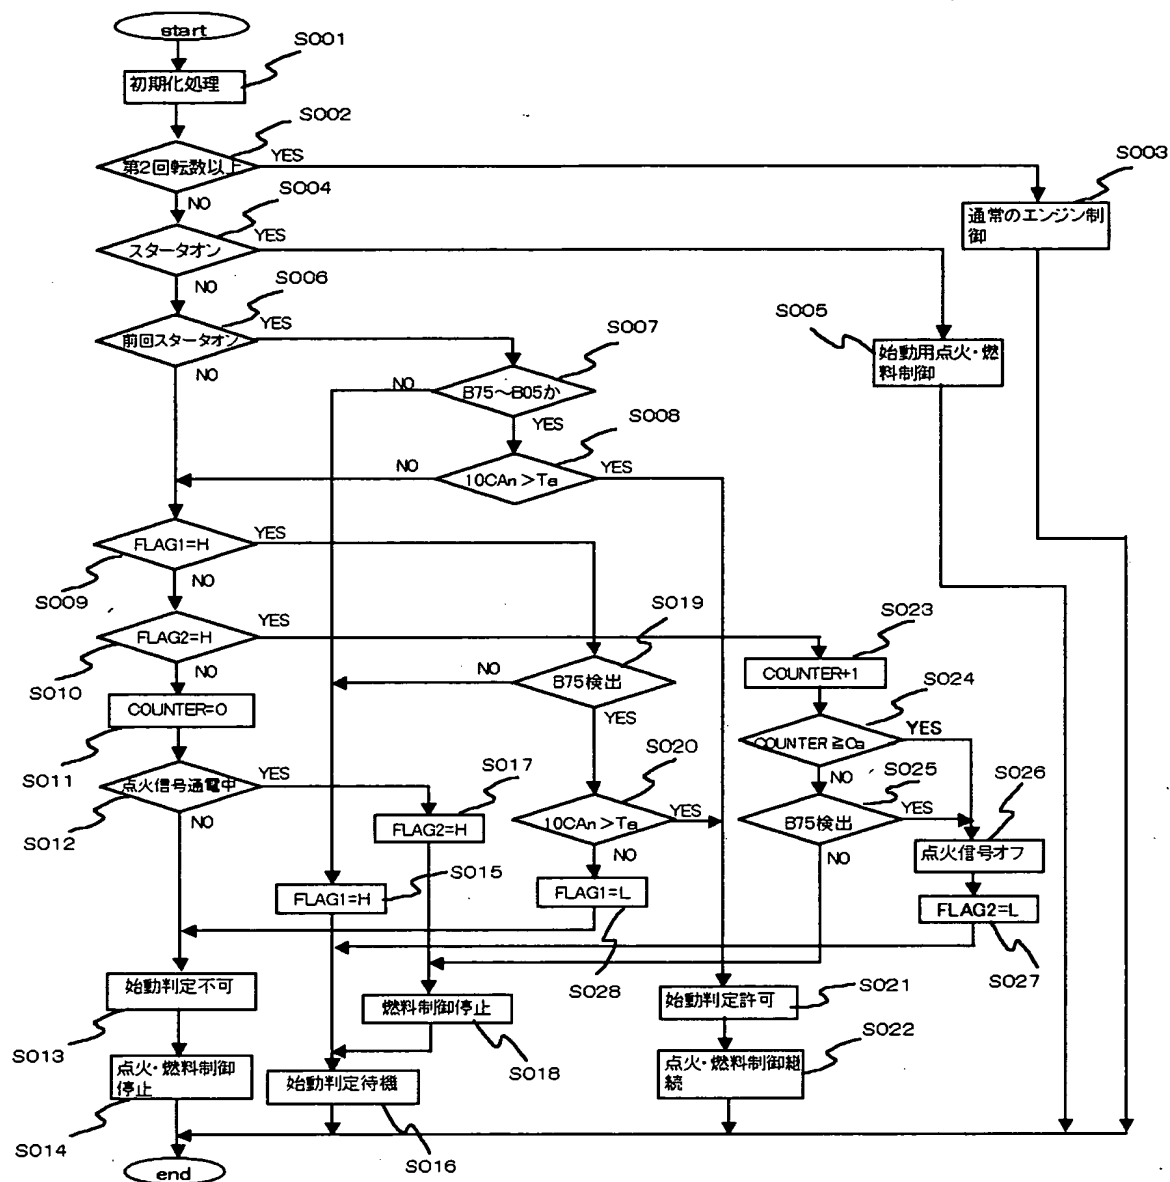 start
S001
初期化処理
S002
第2回転数以上
YES
S003
NO
S004
通常のエンジン制
御
スタータオン
YES
NO
S006
S005
前回スタータオン
YES
S007
始動用点火・燃
料制御
NO
NO
B75～B05か
YES
S008
NO
10CAn＞Ta
YES
FLAG1=H
YES
NO
S009
S019
S023
FLAG2=H
YES
NO
NO
B75検出
COUNTER+1
S010
S024
COUNTER=0
YES
COUNTER≧Ca
YES
S011
S020
NO
S025
S026
点火信号通電中
YES
S017
S012
NO
FLAG2=H
10CAn＞Ta
YES
B75検出
YES
点火信号オフ
NO
NO
S015
FLAG1=H
FLAG1=L
FLAG2=L
S027
始動判定不可
S028
S021
始動判定許可
燃料制御停止
S013
S022
点火・燃料制御
停止
S018
点火・燃料制御継
続
始動判定待機
S014
S016
end